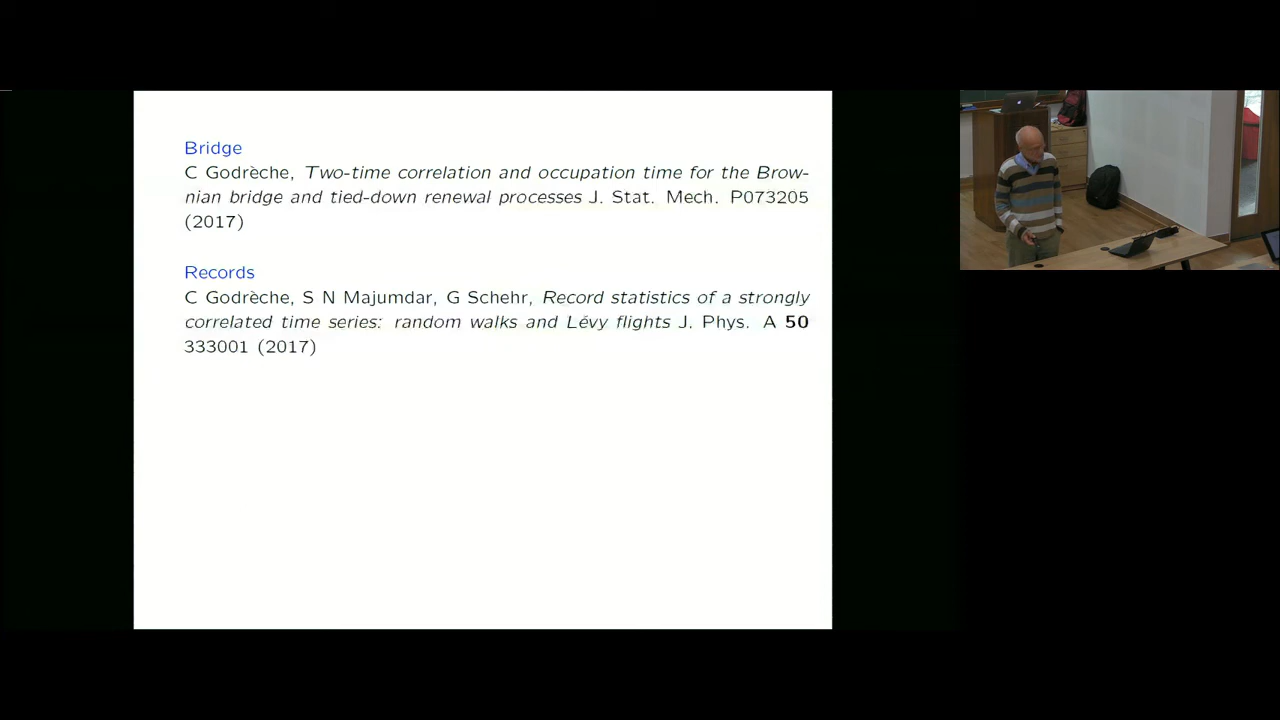 Bridge
C Godrèche, Two-time correlation and occupation time for the Brow-
nian bridge and tied-down renewal processes J. Stat. Mech. P073205
(2017)
Records
C Godrèche, S N Majumdar, G Schehr, Record statistics of a strongly
correlated time series: random walks and Lévy flights J. Phys. A 50
333001 (2017)